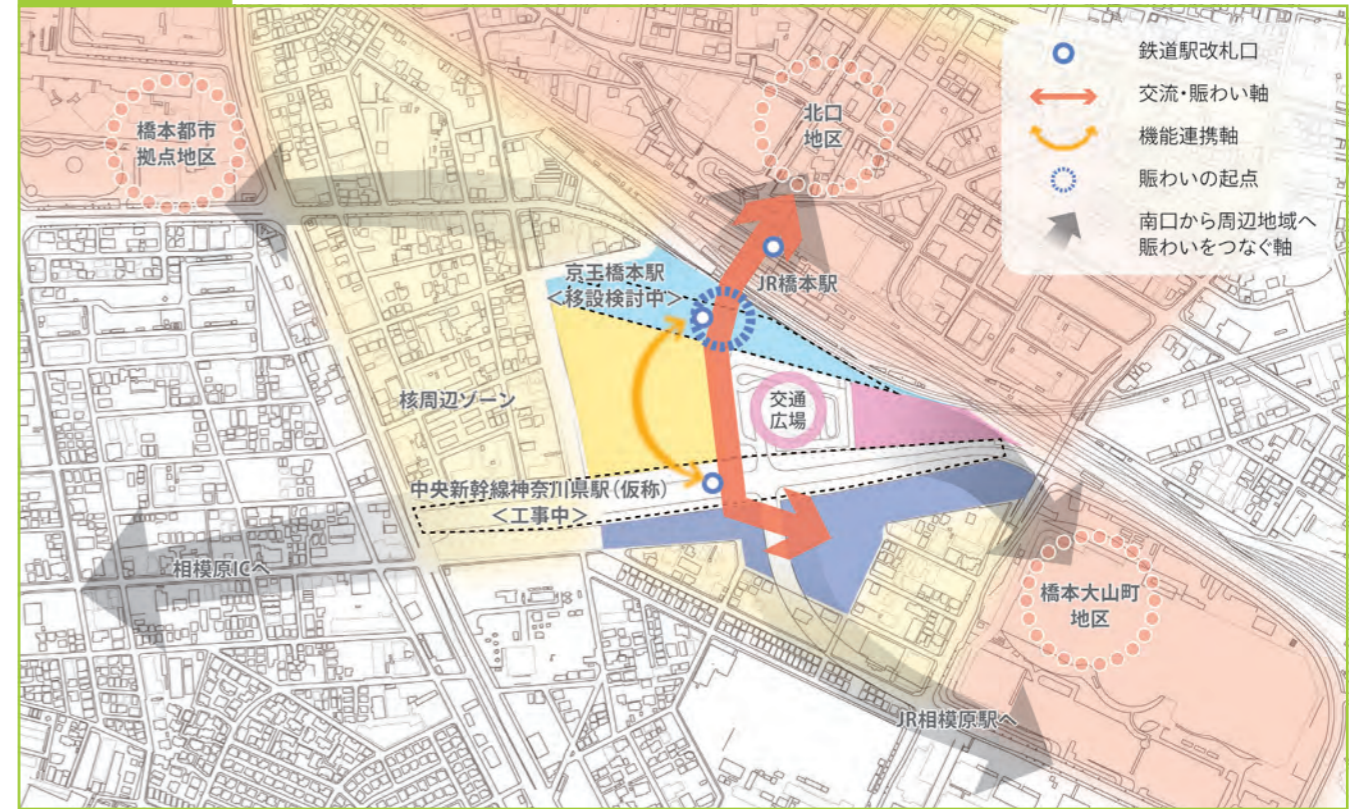 鉄道駅改札口
交流・賑わい軸
機能連携軸
賑わいの起点
南口から周辺地域へ
賑わいをつなぐ軸
橋本都市
拠点地区
北口
地区
京王橋本駅
<移設検討中>
JR橋本駅
核周辺ゾーン
交通
広場
中央新幹線神奈川県駅(仮称)
<工事中>
相模原ICへ
橋本大山町
地区
JR相模原駅へ